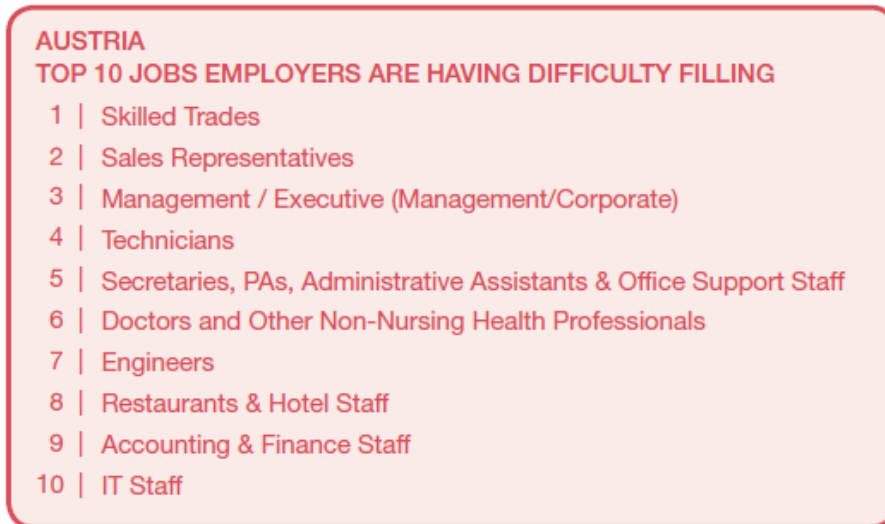 AUSTRIA
TOP 10 JOBS EMPLOYERS ARE HAVING DIFFICULTY FILLING
1 | Skilled Trades
2 | Sales Representatives
3 | Management / Executive (Management/Corporate)
4 | Technicians
5 | Secretaries, PAs, Administrative Assistants & Office Support Staff
6 | Doctors and Other Non-Nursing Health Professionals
7 | Engineers
8 | Restaurants & Hotel Staff
9 | Accounting & Finance Staff
10 | IT Staff